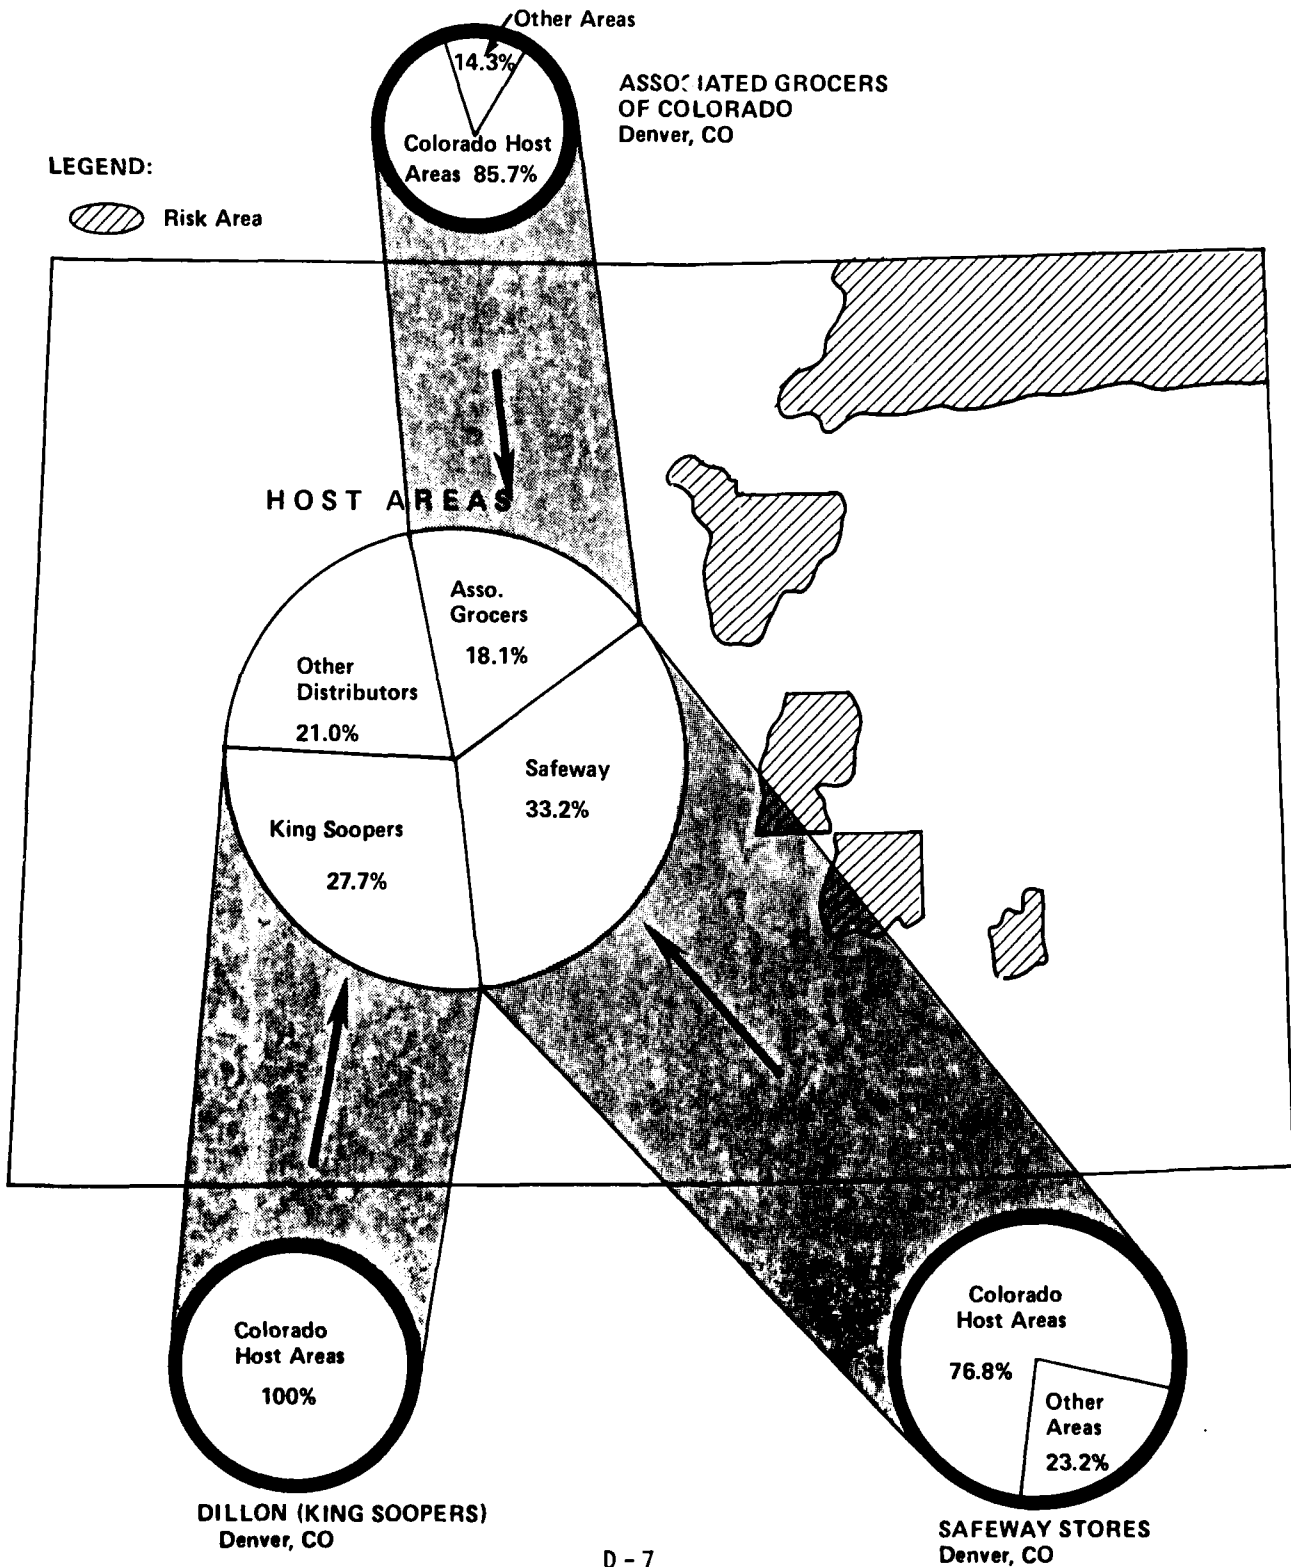 Other Areas
14.3%
ASSOCIATED GROCERS
OF COLORADO
Denver, CO
Colorado Host
Areas 85.7%
LEGEND:
Risk Area
HOST AREAS
Asso.
Grocers
18.1%
Other
Distributors
21.0%
Safeway
33.2%
King Soopers
27.7%
Colorado
Host Areas
76.8%
Colorado
Host Areas
100%
Other
Areas
23.2%
DILLON (KING SOOPERS)
Denver, CO
SAFEWAY STORES
Denver, CO
D-7